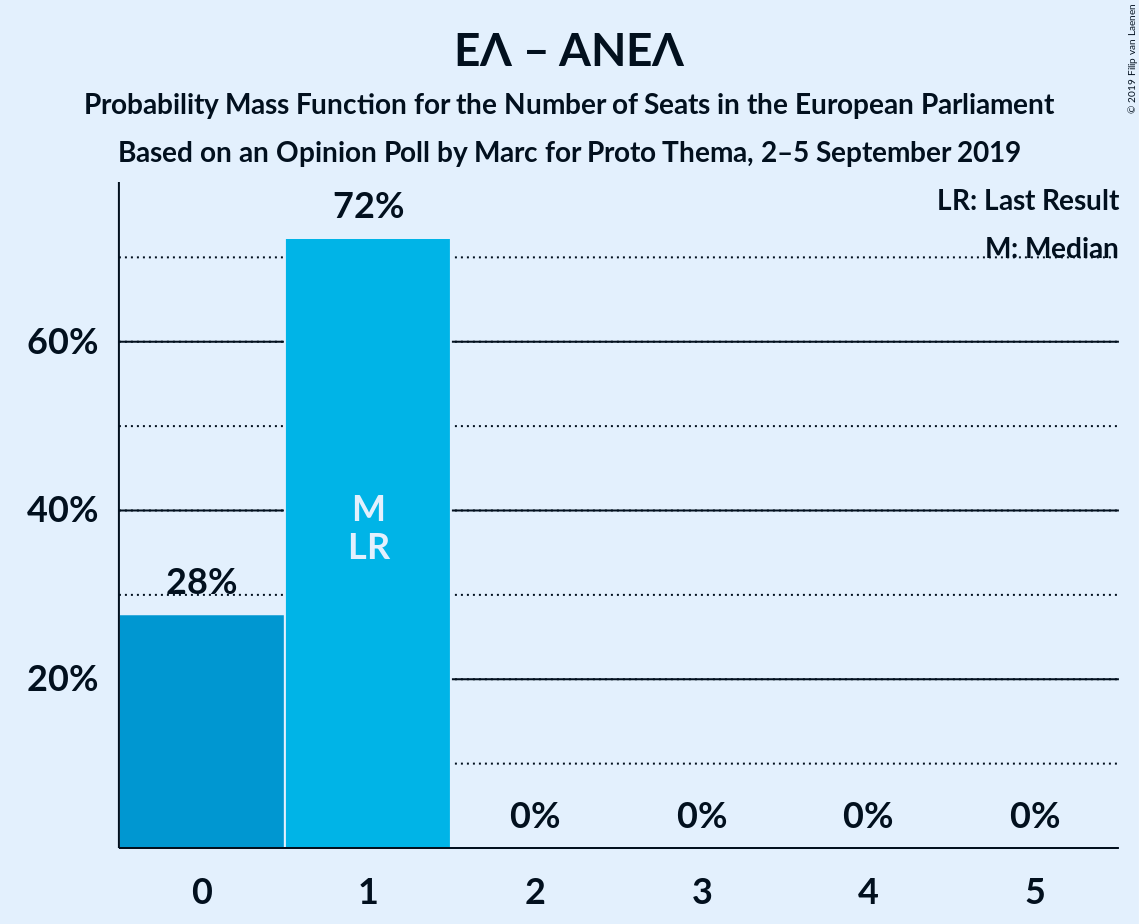 ΕΛ – ΑΝΕΛ
Probability Mass Function for the Number of Seats in the European Parliament
Based on an Opinion Poll by Marc for Proto Thema, 2–5 September 2019
© 2019 Filip van Laenen
LR: Last Result
M: Median
72%
60%
40%
M
LR
28%
20%
0% 0% 0% 0%
0 1 2 3 4 5